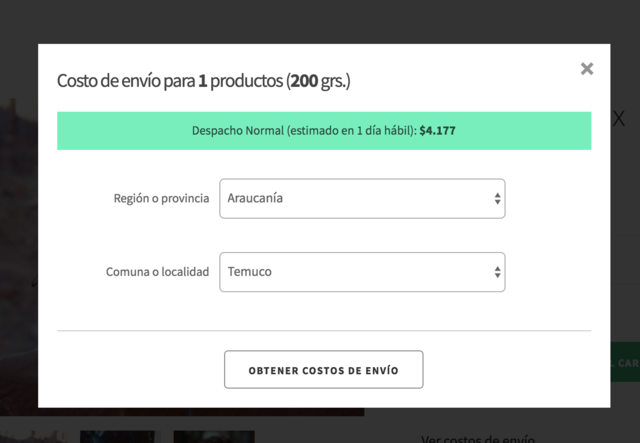 Costo de envío para 1 productos (200 grs.)
X
Despacho Normal (estimado en 1 día hábil): $4.177
Región o provincia
Araucanía
Comuna o localidad
Temuco
OBTENER COSTOS DE ENVÍO
CAR
Ver costos de envío